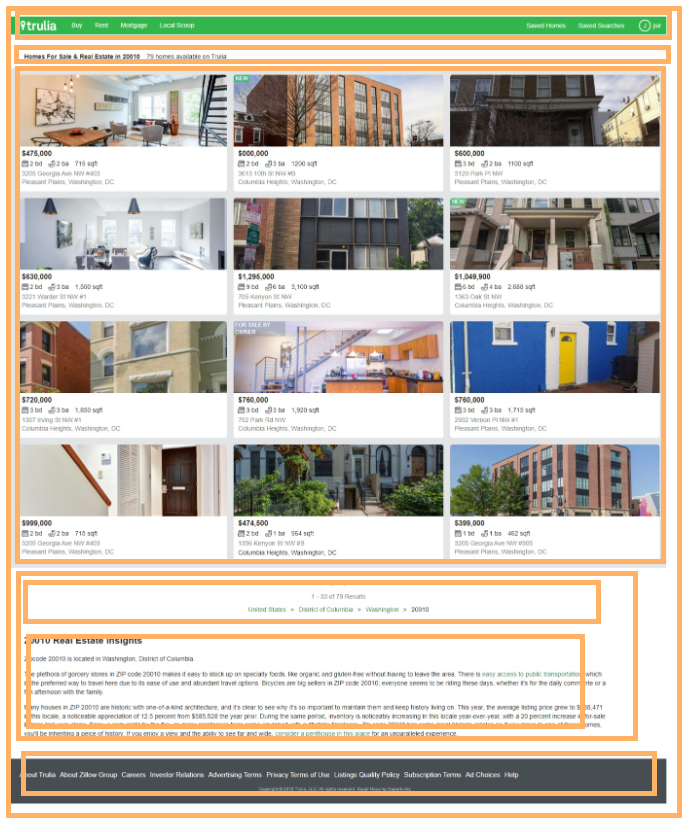 trulia Buy Rent Mortgage Local Scoop Saved Homes Saved Searches
Homes For Sale & Real Estate in 20010 79 homes available on Trulia
NEW
$475,000 $000,000 $600,000
2 bd 2 ba 715 sqft 2 bd 3 ba 1200 sqft 3 bd 2 ba 1100 sqft
3205 Georgia Ave NW #403 3613 10th St NW #B 3123 Park Pl NW
Pleasant Plains, Washington, DC Columbia Heights, Washington, DC Pleasant Plains, Washington, DC
NEW
$630,000 $1,295,000 $1,049,900
2 bd 3 ba 1,500 sqft 9 bd 6 ba 3,100 sqft 6 bd 4 ba 2,688 sqft
3221 Warder St NW #1 705 Kenyon St NW 1363 Oak St NW
Pleasant Plains, Washington, DC Pleasant Plains, Washington, DC Columbia Heights, Washington, DC
FOR SALE BY
OWNER
$720,000 $760,000 $760,000
3 bd 3 ba 1,650 sqft 3 bd 3 ba 1,920 sqft 3 bd 3 ba 1,715 sqft
1307 Irving St NW #1 752 Park Rd NW 2902 Vernon Pl NW #1
Columbia Heights, Washington, DC Columbia Heights, Washington, DC Pleasant Plains, Washington, DC
$999,000 $474,500 $399,000
2 bd 2 ba 715 sqft 2 bd 1 ba 954 sqft 1 bd 1 ba 462 sqft
3205 Georgia Ave NW #403 1356 Kenyon St NW #8 3205 Georgia Ave NW #505
Pleasant Plains, Washington, DC Columbia Heights, Washington, DC Pleasant Plains, Washington, DC
1 - 33 of 79 Results
United States > District of Columbia > Washington > 20010
20010 Real Estate Insights
Zipcode 20010 is located in Washington, District of Columbia.
The plethora of gorcery stores in ZIP code 20010 makes it easy to stock up on specialty foods, like organic and gluten-free without having to leave the area. There is easy access to public transportation which
is the preferred way to travel here due to its ease of use and abundant travel options. Bicycles are big sellers in ZIP code 20010; everyone seems to be riding these days, whether it's for the daily commute or a
fun afternoon with the family.
Many houses in ZIP 20010 are historic with one-of-a-kind architecture, and it's clear to see why it's so important to maintain them and keep history living on. This year, the average listing price grew to
in this locale, a noticeable appreciation of 12.5 percent from $585,528 the year prior. During the same period, inventory is noticeably increasing in this locale year-over-year, with a 20 percent increase for-sale
you'll be inheriting a piece of history. If you enjoy a view and the ability to see far and wide, consider a penthouse in this place for an unparalleled experience.
About Trulia About Zillow Group Careers Investor Relations Advertising Terms Privacy Terms of Use Listings Quality Policy Subscription Terms Ad Choices Help